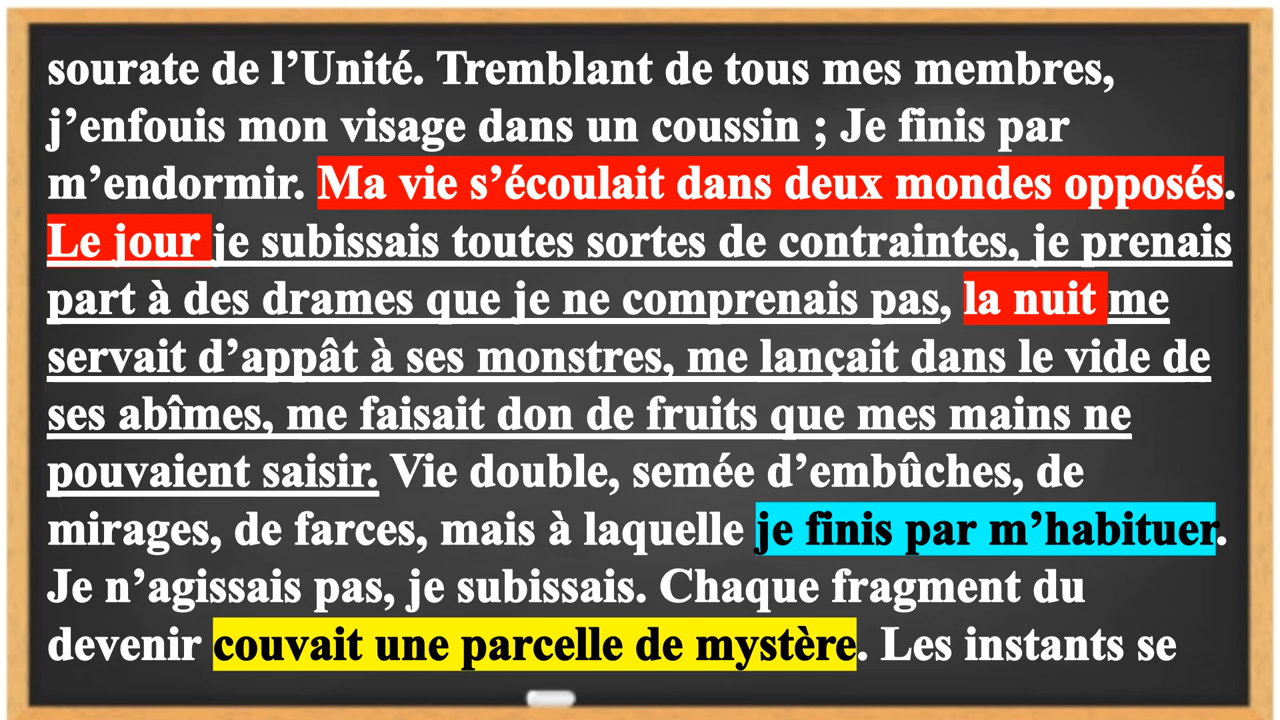 sourate de l’Unité. Tremblant de tous mes membres,
j’enfouis mon visage dans un coussin ; Je finis par
m’endormir. Ma vie s’écoulait dans deux mondes opposés.
Le jour je subissais toutes sortes de contraintes, je prenais
part à des drames que je ne comprenais pas, la nuit me
servait d’appât à ses monstres, me lançait dans le vide de
ses abîmes, me faisait don de fruits que mes mains ne
pouvaient saisir. Vie double, semée d’embûches, de
mirages, de farces, mais à laquelle je finis par m’habituer.
Je n’agissais pas, je subissais. Chaque fragment du
devenir couvait une parcelle de mystère. Les instants se